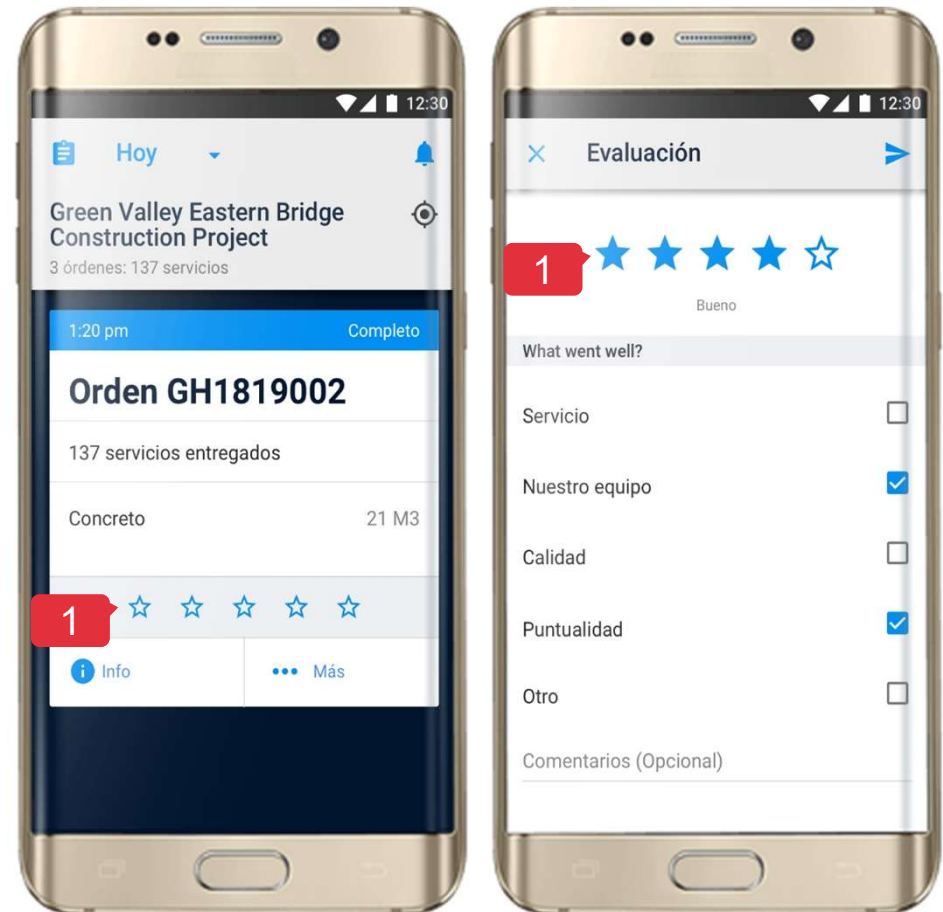 12:30
Hoy
Green Valley Eastern Bridge
Construction Project
3 órdenes: 137 servicios
1:20 pm Completo
Orden GH1819002
137 servicios entregados
Concreto 21 M3
1
Info Más
12:30
Evaluación
1
Bueno
What went well?
Servicio
Nuestro equipo
Calidad
Puntualidad
Otro
Comentarios (Opcional)